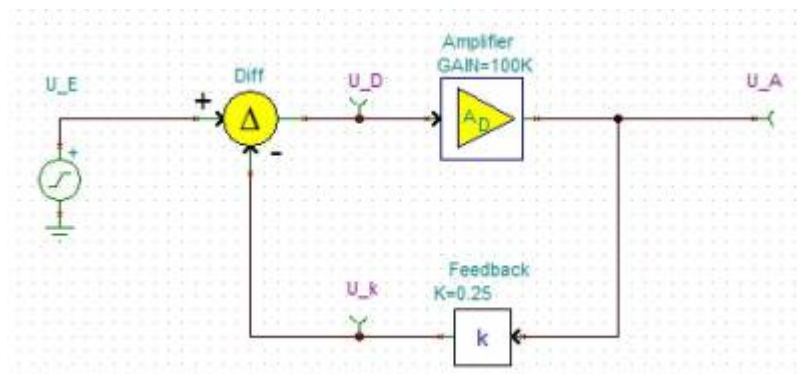 Amplifier
GAIN=100K
U_E
Diff
U_D
U_A
+
+
Δ
A_D
-
Feedback
K=0.25
U_k
k